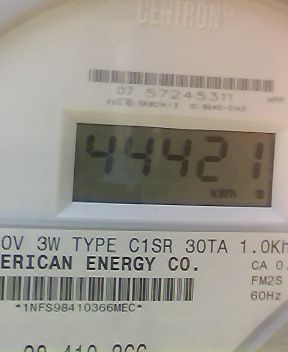 CENTRON®
07 57245311
44421
kWh
0V 3W TYPE C1SR 30TA 1.0Kh
ERICAN ENERGY CO.
CA 0.
FM2S
60Hz
*1NFS98410366MEC*